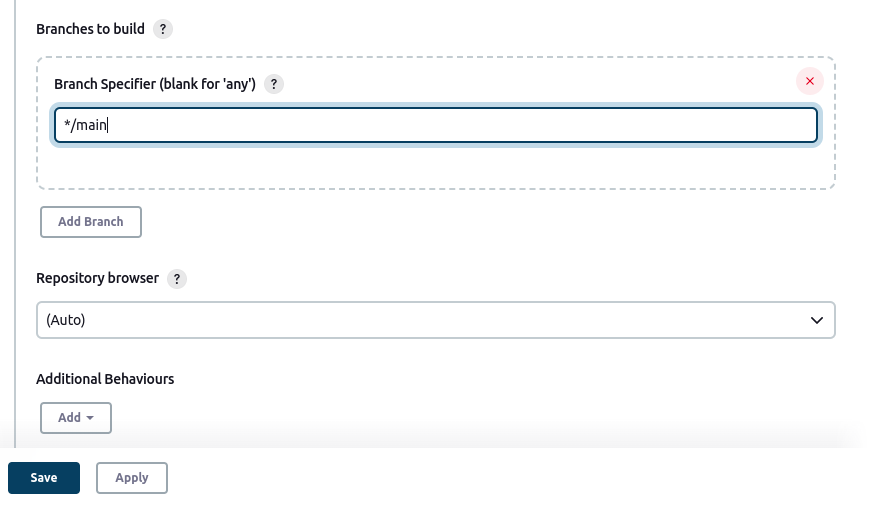 Branches to build ?
Branch Specifier (blank for 'any') ?
*/main
Add Branch
Repository browser ?
(Auto)
Additional Behaviours
Add
Save Apply